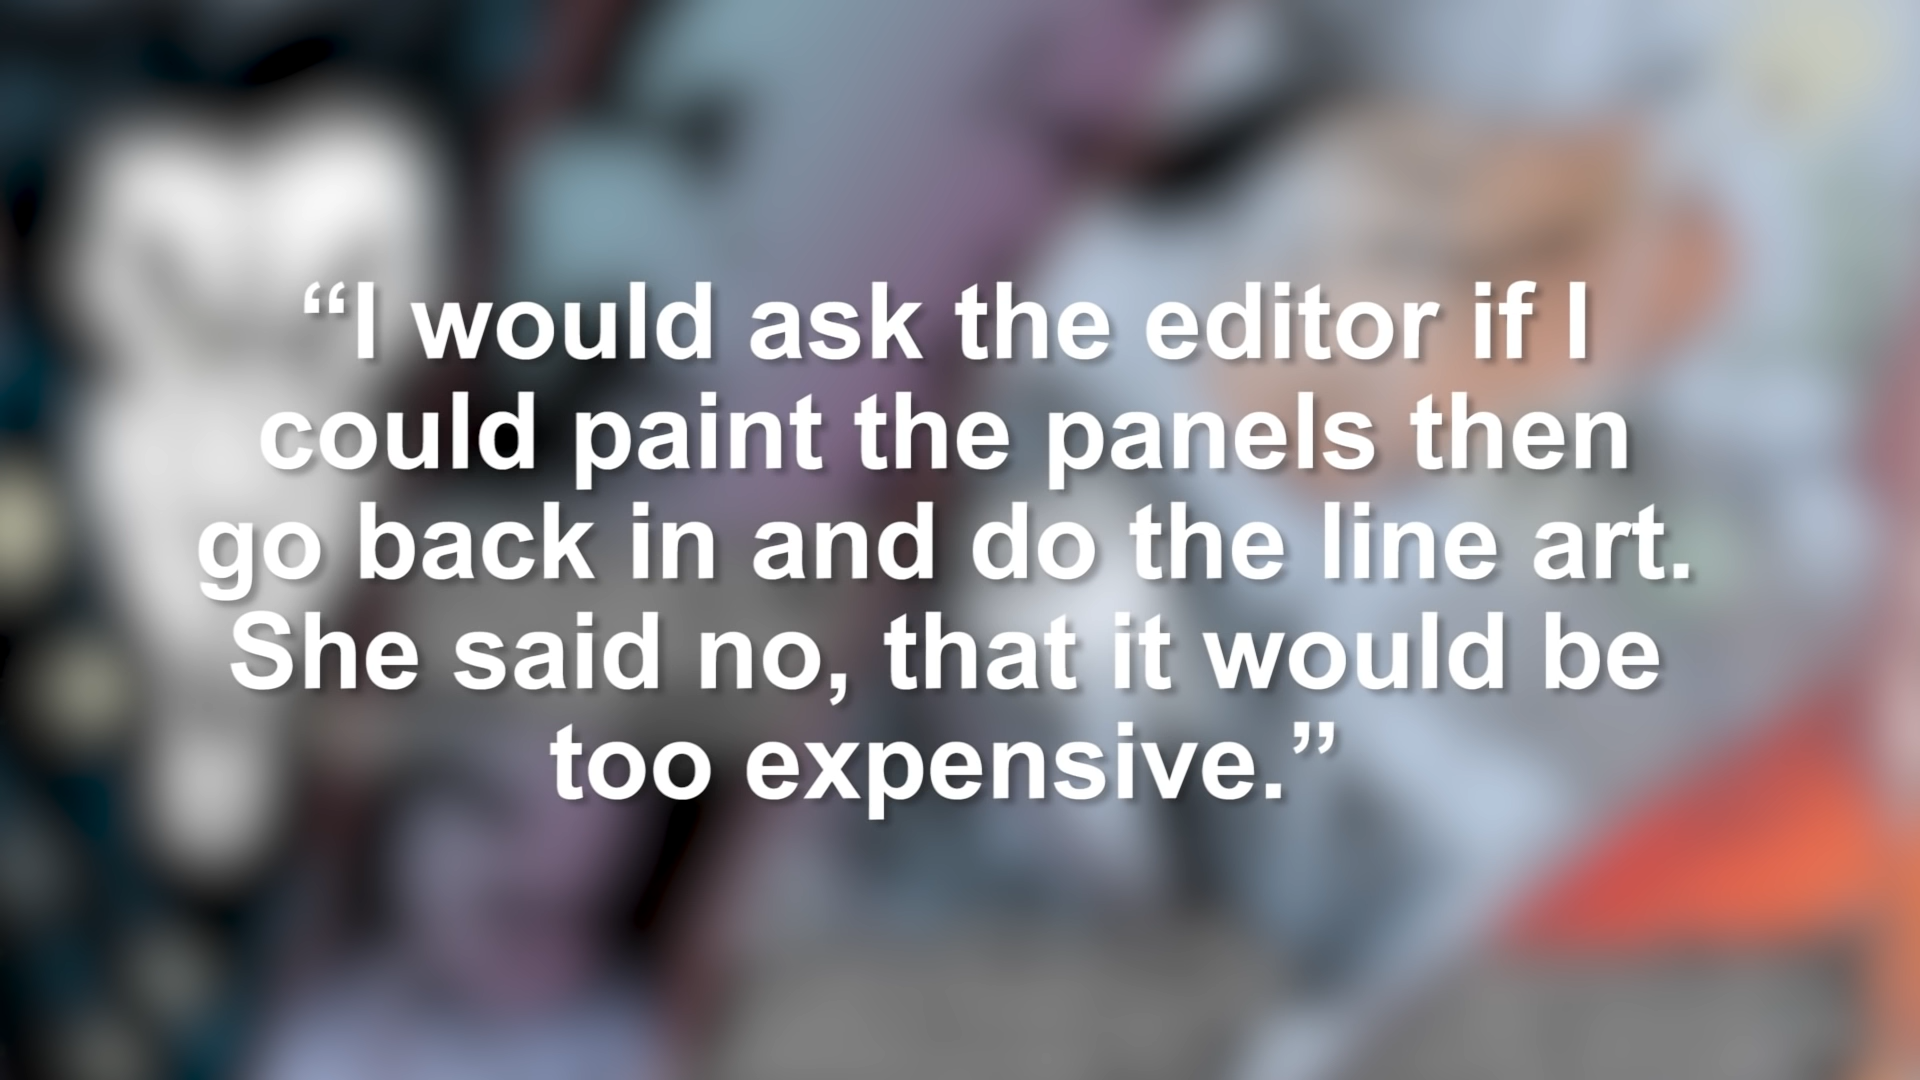 “I would ask the editor if I
could paint the panels then
go back in and do the line art.
She said no, that it would be
too expensive.”